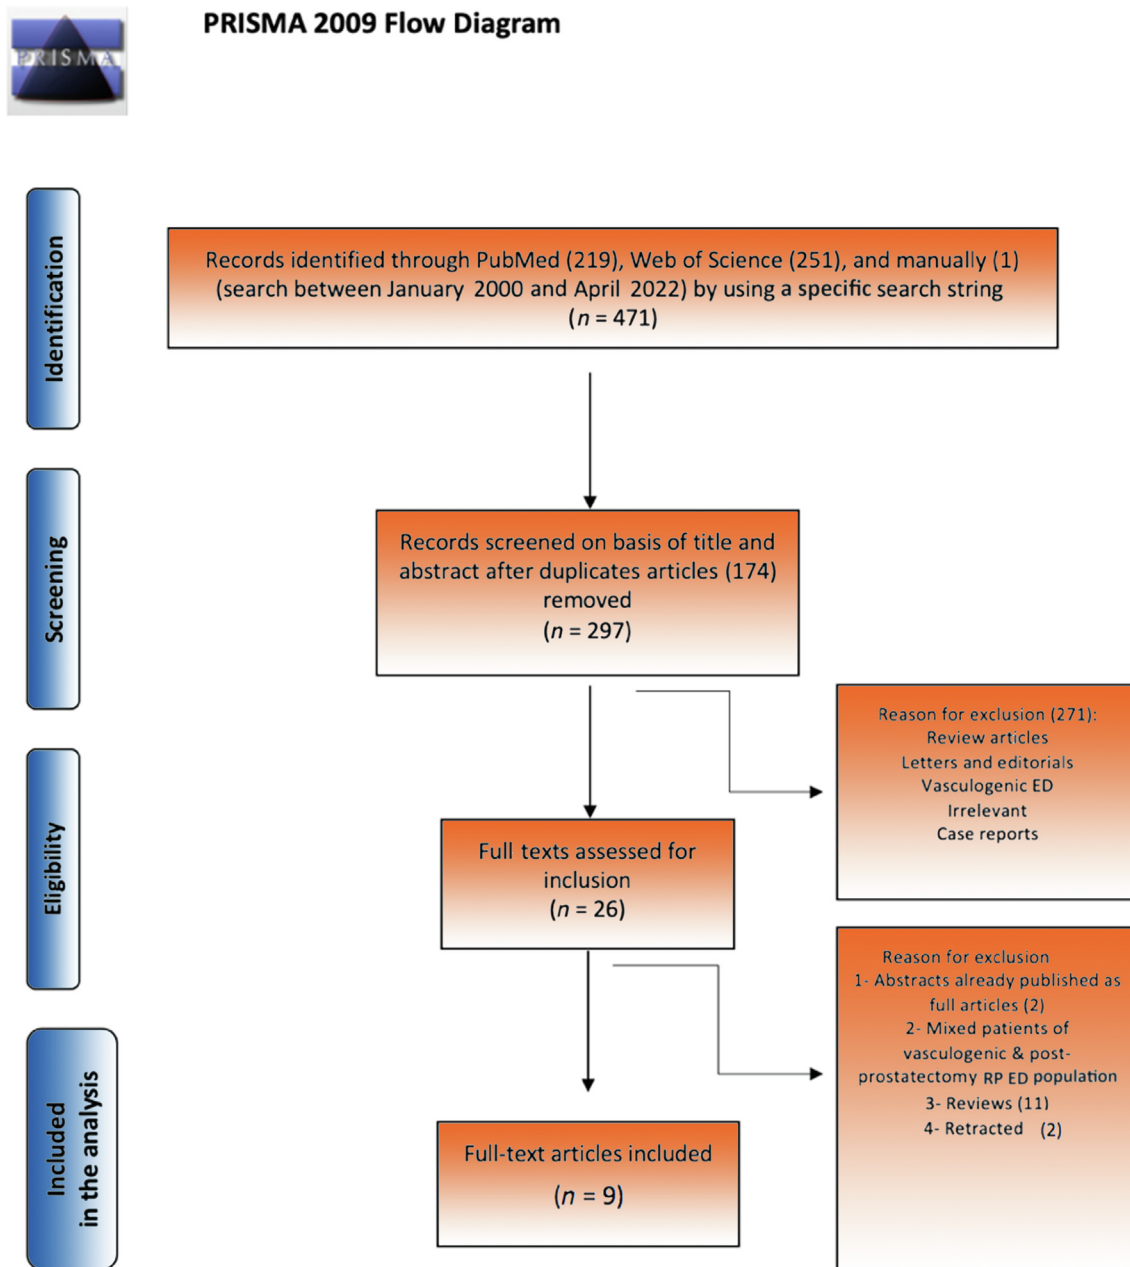 PRISMA
PRISMA 2009 Flow Diagram
Identification
Records identified through PubMed (219), Web of Science (251), and manually (1)
(search between January 2000 and April 2022) by using a specific search string
(n = 471)
Screening
Records screened on basis of title and
abstract after duplicates articles (174)
removed
(n = 297)
Reason for exclusion (271):
Review articles
Letters and editorials
Vasculogenic ED
Irrelevant
Case reports
Eligibility
Full texts assessed for
inclusion
(n = 26)
Reason for exclusion
1- Abstracts already published as
full articles (2)
2- Mixed patients of
vasculogenic & post-
prostatectomy RP ED population
3- Reviews (11)
4- Retracted (2)
Included
in the analysis
Full-text articles included
(n = 9)